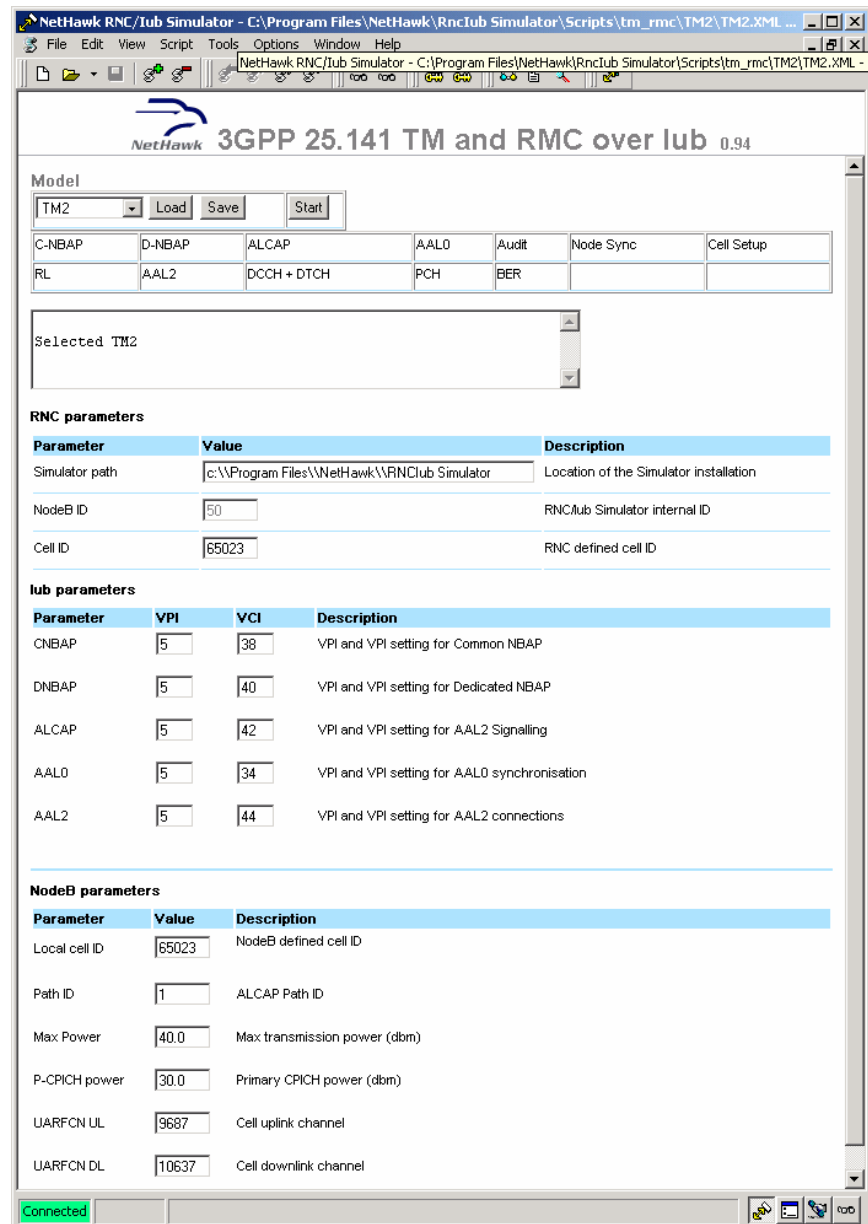 NetHawk RNC/Iub Simulator - C:\Program Files\NetHawk\RncIub Simulator\Scripts\tm_rmc\TM2\TM2.XML ...
File Edit View Script Tools Options Window Help
NetHawk RNC/Iub Simulator - C:\Program Files\NetHawk\RncIub Simulator\Scripts\tm_rmc\TM2\TM2.XML -
NetHawk 3GPP 25.141 TM and RMC over Iub 0.94
Model
TM2 Load Save Start
C-NBAP D-NBAP ALCAP AAL0 Audit Node Sync Cell Setup
RL AAL2 DCCH + DTCH PCH BER
Selected TM2
RNC parameters
Parameter Value Description
Simulator path c:\\Program Files\\NetHawk\\RNCIub Simulator Location of the Simulator installation
NodeB ID 50 RNC/Iub Simulator internal ID
Cell ID 65023 RNC defined cell ID
Iub parameters
Parameter VPI VCI Description
CNBAP 5 38 VPI and VPI setting for Common NBAP
DNBAP 5 40 VPI and VPI setting for Dedicated NBAP
ALCAP 5 42 VPI and VPI setting for AAL2 Signalling
AAL0 5 34 VPI and VPI setting for AAL0 synchronisation
AAL2 5 44 VPI and VPI setting for AAL2 connections
NodeB parameters
Parameter Value Description
Local cell ID 65023 NodeB defined cell ID
Path ID 1 ALCAP Path ID
Max Power 40.0 Max transmission power (dbm)
P-CPICH power 30.0 Primary CPICH power (dbm)
UARFCN UL 9687 Cell uplink channel
UARFCN DL 10637 Cell downlink channel
Connected